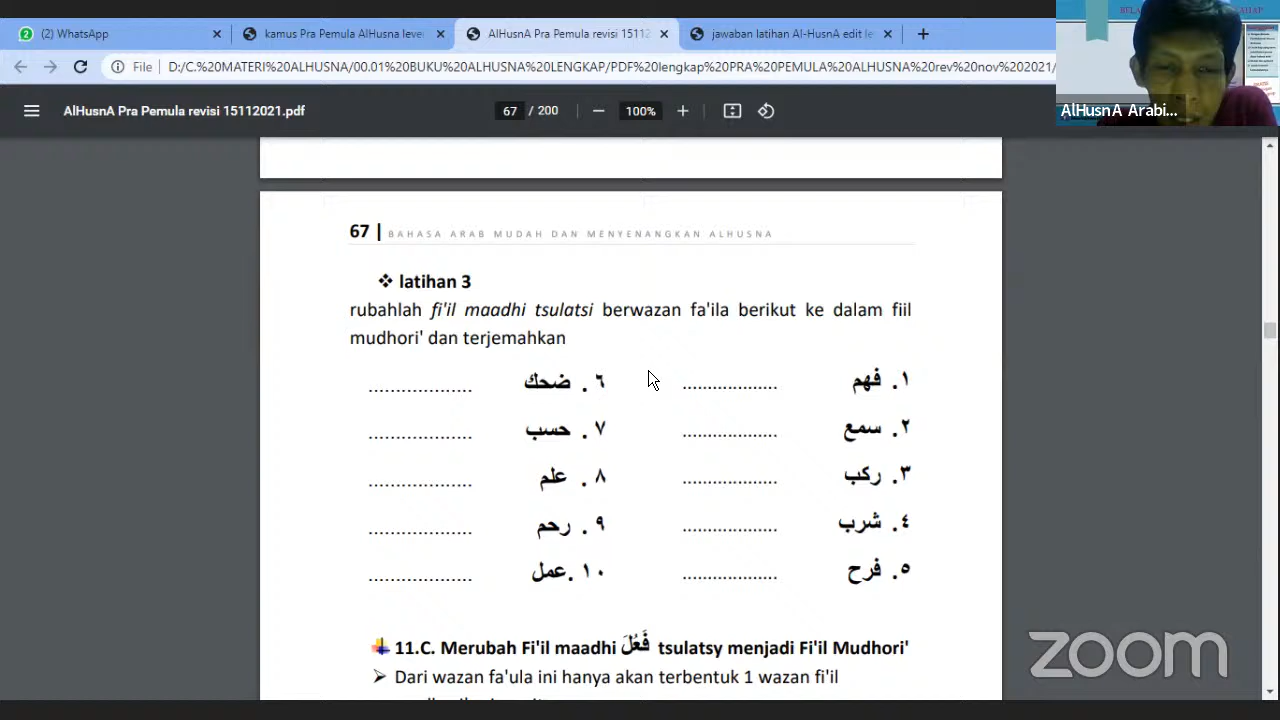 (2) WhatsApp
kamus Pra Pemula AlHusna leve
AlHusnA Pra Pemula revisi 15112
jawaban latihan Al-HusnA edit le
File
D:/C.%20MATERI%20ALHUSNA/00.01%20BUKU%20ALHUSNA%20LENGKAP/PDF%20lengkap/PRA%20PEMULA%20ALHUSNA%20rev%20nov%202021/
AlHusnA Pra Pemula revisi 15112021.pdf
67 / 200
100%
AlHusnA Arabi...
67 | BAHASA ARAB MUDAH DAN MENYENANGKAN ALHUSNA
❖ latihan 3
rubahlah fi'il maadhi tsulatsi berwazan fa'ila berikut ke dalam fiil
mudhori' dan terjemahkan
١. فهم .................. ٦. ضحك ..................
٢. سمع .................. ٧. حسب ..................
٣. ركب .................. ٨. علم ..................
٤. شرب .................. ٩. رحم ..................
٥. فرح .................. ١٠. عمل ..................
11.C. Merubah Fi'il maadhi فَعُلَ tsulatsy menjadi Fi'il Mudhori'
➢ Dari wazan fa'ula ini hanya akan terbentuk 1 wazan fi'il
zoom